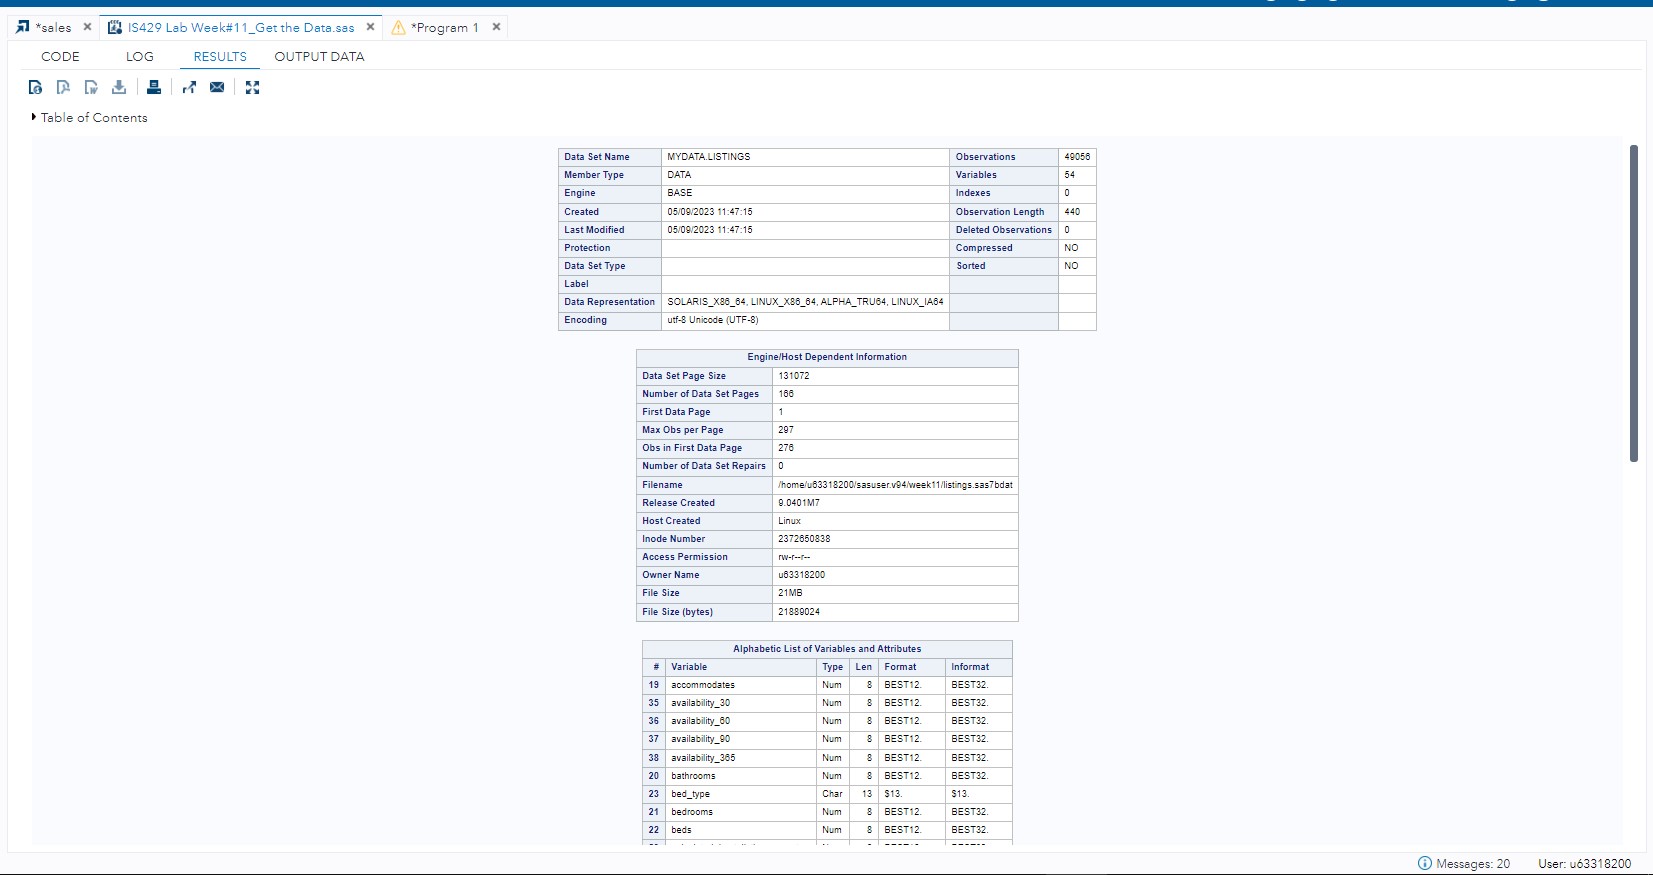 *sales
IS429 Lab Week#11_Get the Data.sas
*Program 1
CODE LOG RESULTS OUTPUT DATA
Table of Contents
Data Set Name MYDATA.LISTINGS Observations 49056
Member Type DATA Variables 54
Engine BASE Indexes 0
Created 05/09/2023 11:47:15 Observation Length 440
Last Modified 05/09/2023 11:47:15 Deleted Observations 0
Protection Compressed NO
Data Set Type Sorted NO
Label
Data Representation SOLARIS_X86_64, LINUX_X86_64, ALPHA_TRU64, LINUX_IA64
Encoding utf-8 Unicode (UTF-8)
Engine/Host Dependent Information
Data Set Page Size 131072
Number of Data Set Pages 166
First Data Page 1
Max Obs per Page 297
Obs in First Data Page 276
Number of Data Set Repairs 0
Filename /home/u63318200/sasuser.v94/week11/listings.sas7bdat
Release Created 9.0401M7
Host Created Linux
Inode Number 2372650838
Access Permission rw-r--r--
Owner Name u63318200
File Size 21MB
File Size (bytes) 21889024
Alphabetic List of Variables and Attributes
# Variable Type Len Format Informat
19 accommodates Num 8 BEST12. BEST32.
35 availability_30 Num 8 BEST12. BEST32.
36 availability_60 Num 8 BEST12. BEST32.
37 availability_90 Num 8 BEST12. BEST32.
38 availability_365 Num 8 BEST12. BEST32.
20 bathrooms Num 8 BEST12. BEST32.
23 bed_type Char 13 $13. $13.
21 bedrooms Num 8 BEST12. BEST32.
22 beds Num 8 BEST12. BEST32.
Messages: 20 User: u63318200